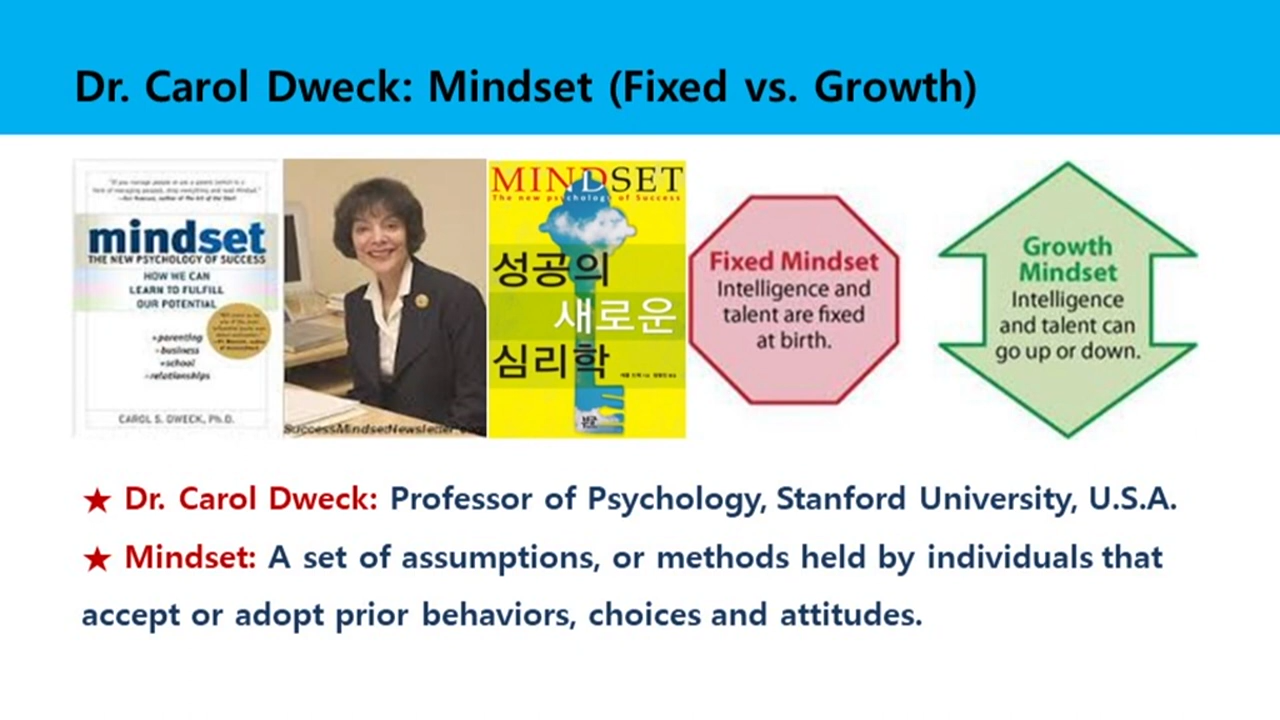 Dr. Carol Dweck: Mindset (Fixed vs. Growth)
mindset
THE NEW PSYCHOLOGY OF SUCCESS
HOW WE CAN
LEARN TO FULFILL
OUR POTENTIAL
parenting
business
school
relationships
CAROL S. DWECK, Ph.D.
SuccessMindsetNewsletter
MINDSET
The new psychology of Success
성공의
새로운
심리학
Fixed Mindset
Intelligence and
talent are fixed
at birth.
Growth
Mindset
Intelligence
and talent can
go up or down.
★ Dr. Carol Dweck: Professor of Psychology, Stanford University, U.S.A.
★ Mindset: A set of assumptions, or methods held by individuals that
accept or adopt prior behaviors, choices and attitudes.